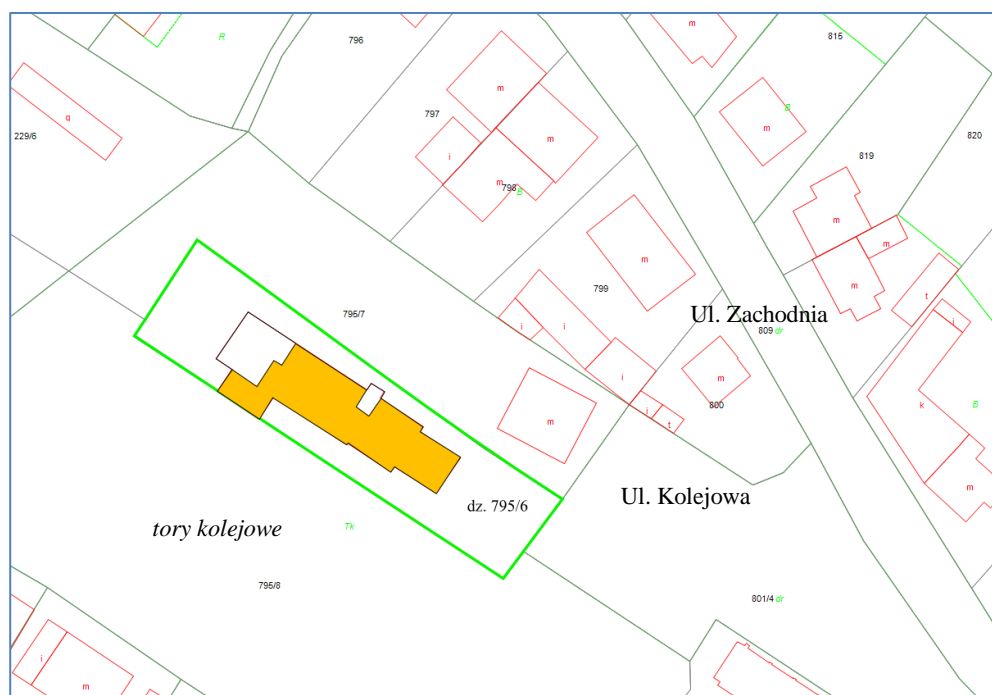 m
815
R
796
m
B
q
797
m
m
229/6
820
i
819
m
798
B
m
m
m
799
t
Ul. Zachodnia
795/7
i
i
809 dr
i
i
m
800
k
B
i
t
m
m
Ul. Kolejowa
dz. 795/6
tory kolejowe
Tk
795/8
801/4 dr
i
m
m